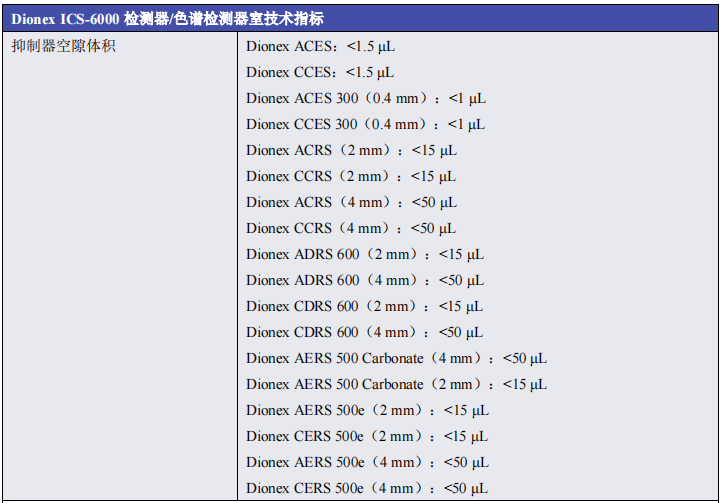 Dionex ICS-6000 检测器/色谱检测器室技术指标
抑制器空隙体积
Dionex ACES：<1.5 μL
Dionex CCES：<1.5 μL
Dionex ACES 300（0.4 mm）：<1 μL
Dionex CCES 300（0.4 mm）：<1 μL
Dionex ACRS（2 mm）：<15 μL
Dionex CCRS（2 mm）：<15 μL
Dionex ACRS（4 mm）：<50 μL
Dionex CCRS（4 mm）：<50 μL
Dionex ADRS 600（2 mm）：<15 μL
Dionex ADRS 600（4 mm）：<50 μL
Dionex CDRS 600（2 mm）：<15 μL
Dionex CDRS 600（4 mm）：<50 μL
Dionex AERS 500 Carbonate（4 mm）：<50 μL
Dionex AERS 500 Carbonate（2 mm）：<15 μL
Dionex AERS 500e（2 mm）：<15 μL
Dionex CERS 500e（2 mm）：<15 μL
Dionex AERS 500e（4 mm）：<50 μL
Dionex CERS 500e（4 mm）：<50 μL